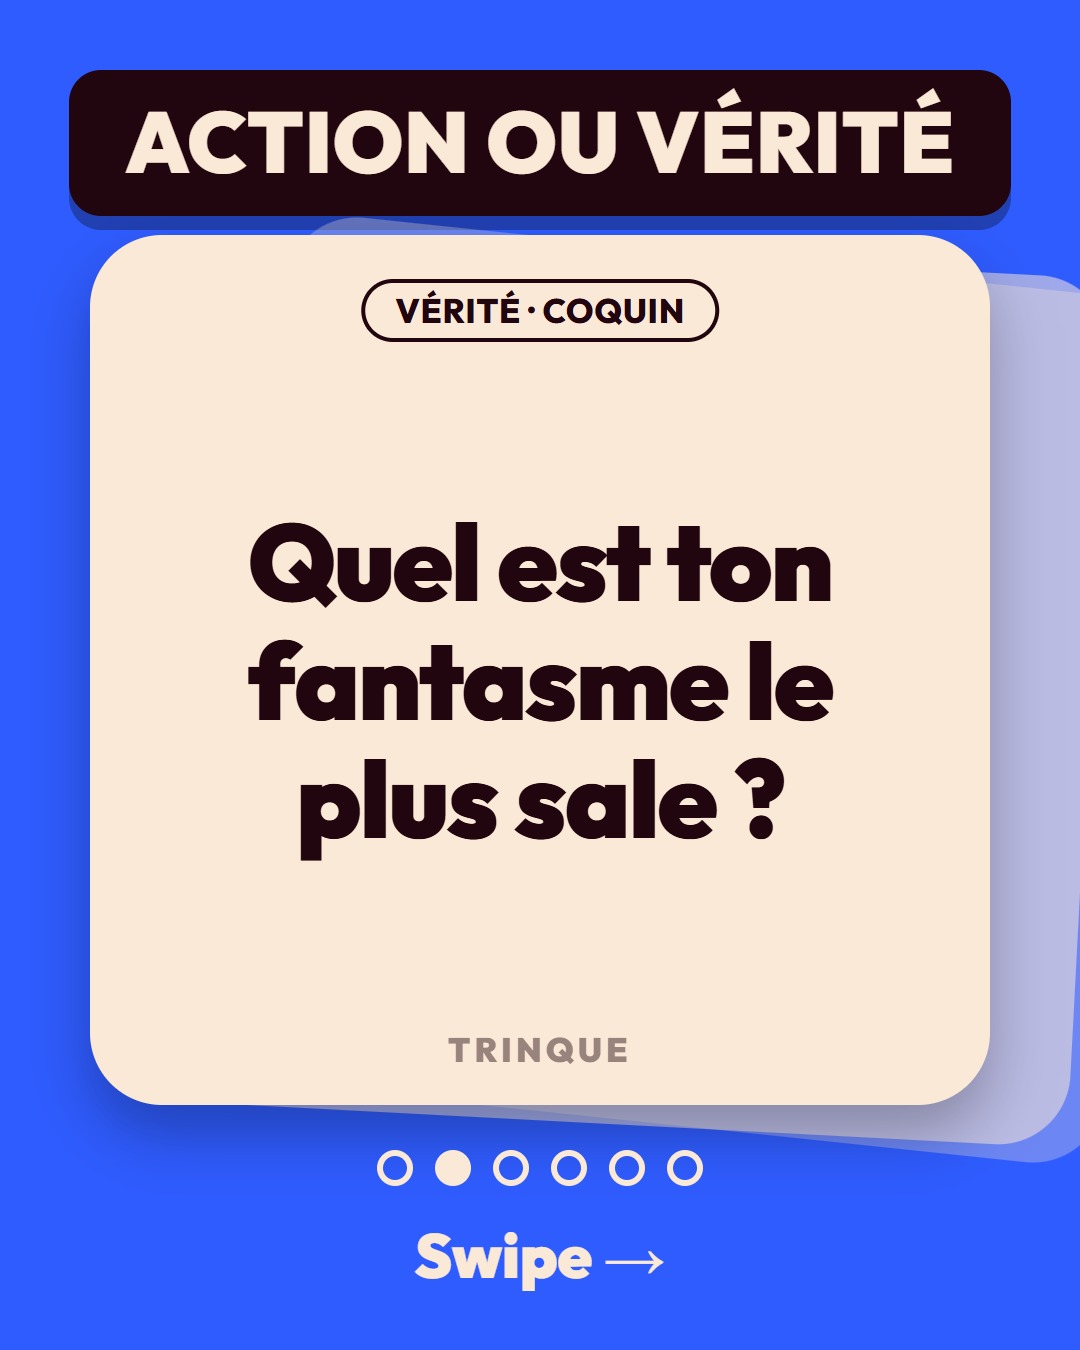 ACTION OU VÉRITÉ
VÉRITÉ · COQUIN
Quel est ton
fantasme le
plus sale ?
TRINQUE
Swipe →